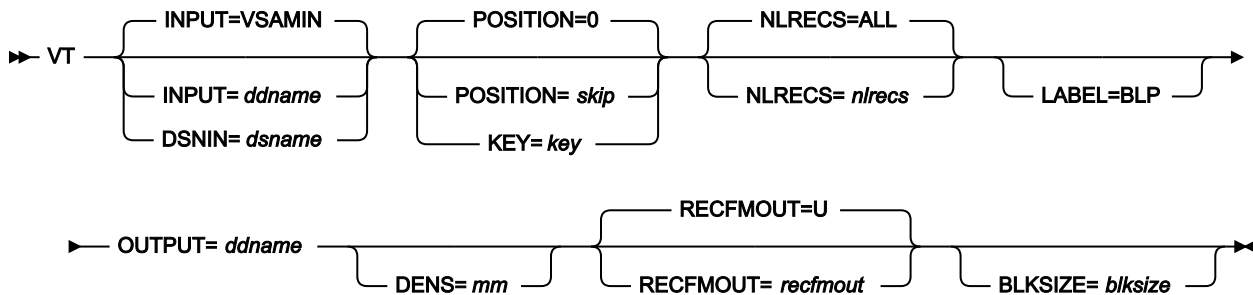 INPUT=VSAMIN POSITION=0 NLRECS=ALL
VT
INPUT= ddname POSITION= skip NLRECS= nlrecs LABEL=BLP
DSNIN= dsname KEY= key
RECFMOUT=U
OUTPUT= ddname
DENS= mm RECFMOUT= recfmout BLKSIZE= blksize